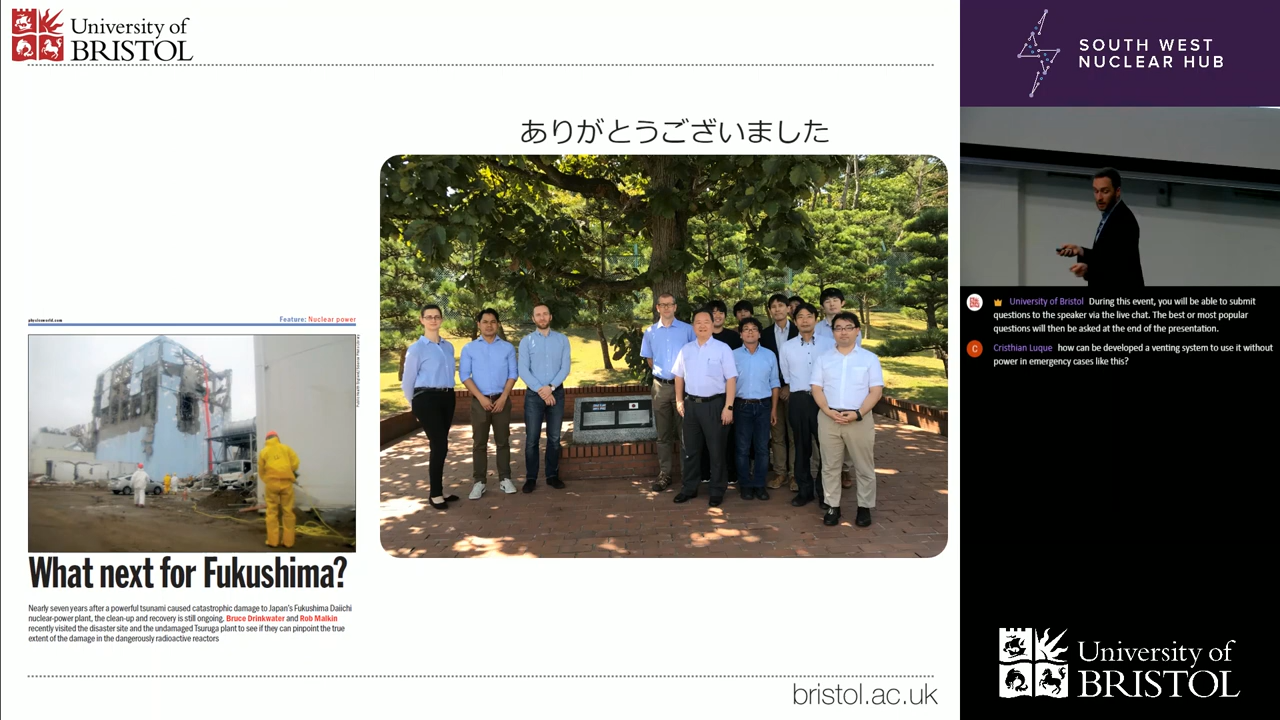 University of
BRISTOL
ありがとうございました
physicsworld.com
Feature: Nuclear power
What next for Fukushima?
Nearly seven years after a powerful tsunami caused catastrophic damage to Japan's Fukushima Daiichi
nuclear-power plant, the clean-up and recovery is still ongoing. Bruce Drinkwater and Rob Malkin
recently visited the disaster site and the undamaged Tsuruga plant to see if they can pinpoint the true
extent of the damage in the dangerously radioactive reactors
bristol.ac.uk
SOUTH WEST
NUCLEAR HUB
University of Bristol During this event, you will be able to submit
questions to the speaker via the live chat. The best or most popular
questions will then be asked at the end of the presentation.
C
Cristhian Luque how can be developed a venting system to use it without
power in emergency cases like this?
University of
BRISTOL